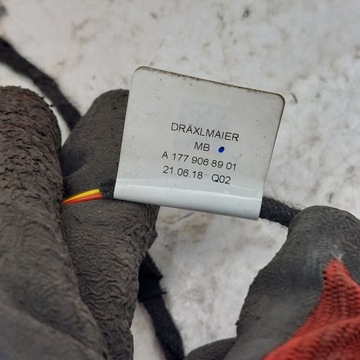 DRÄXLMAIER
MB
A 177 906 89 01
21.06.18 Q02